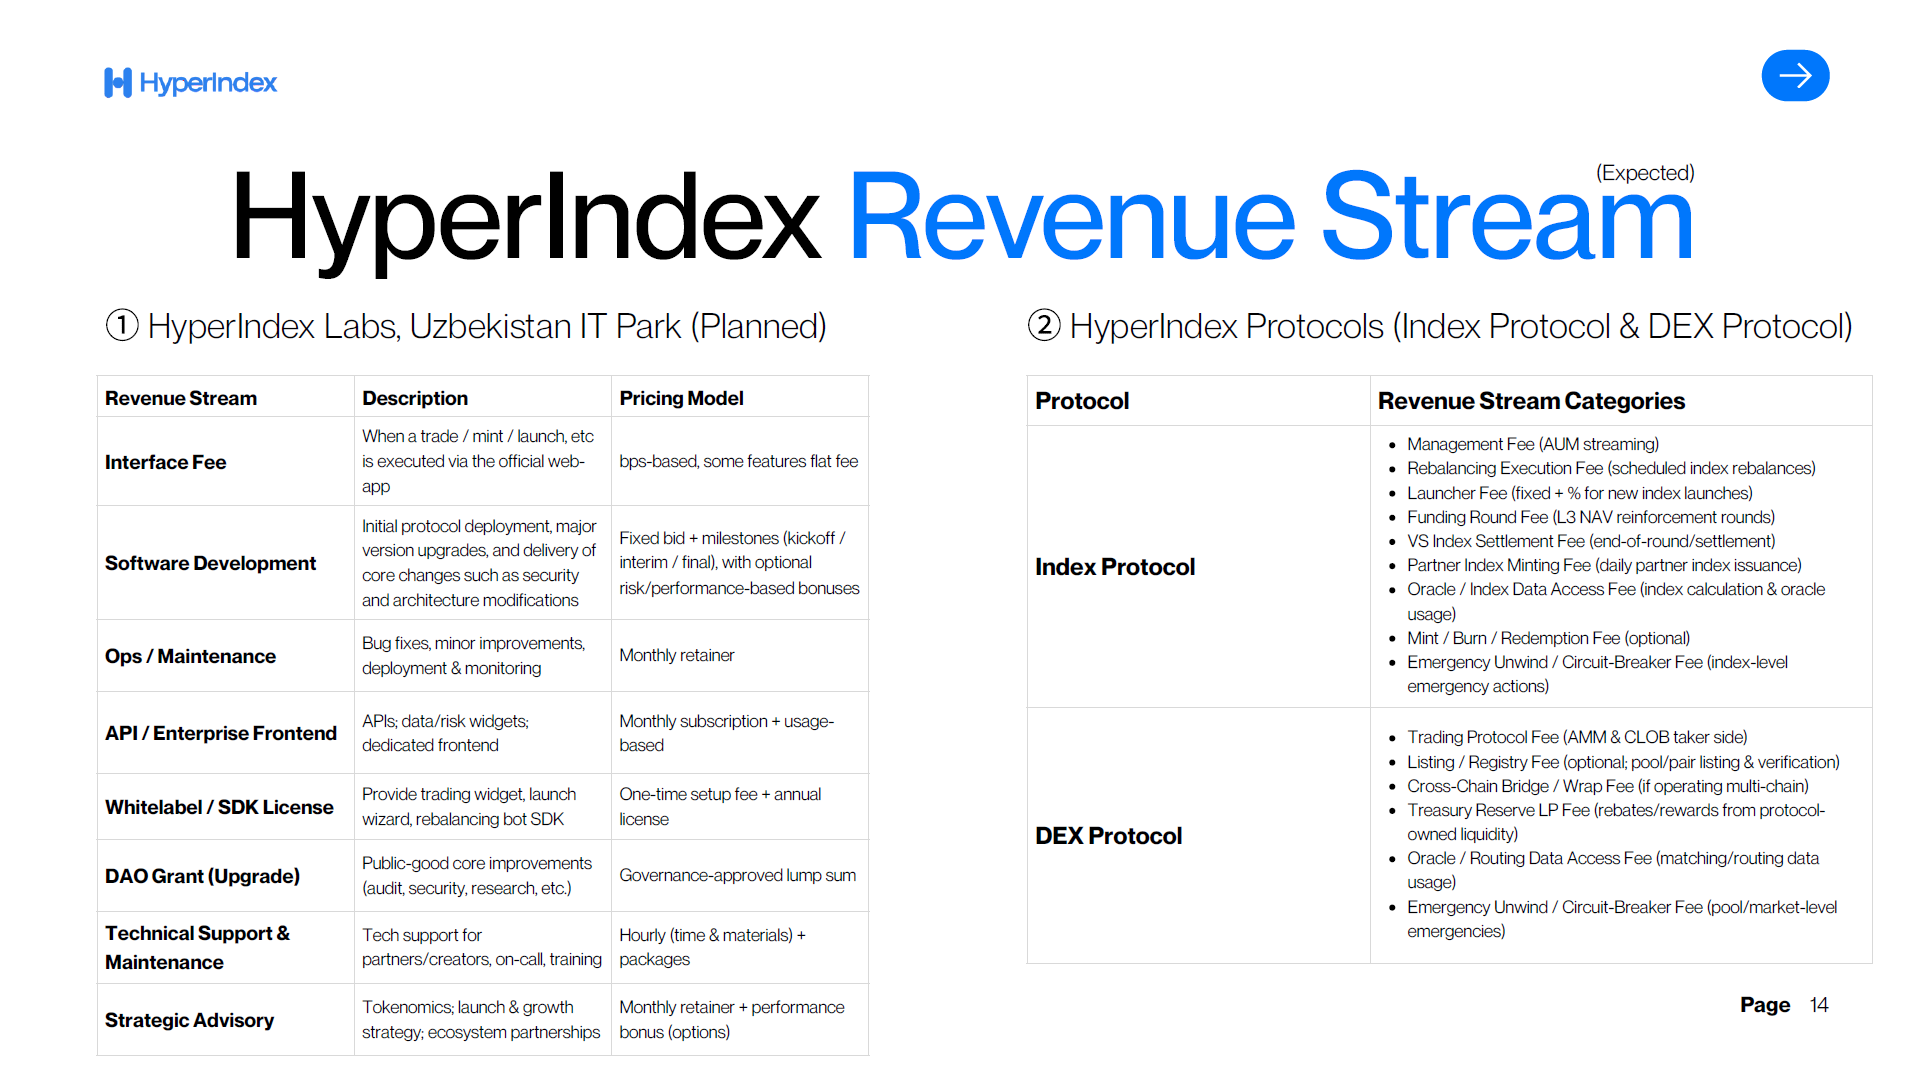 HyperIndex
(Expected)
HyperIndex Revenue Stream
① HyperIndex Labs, Uzbekistan IT Park (Planned)
Revenue Stream
Description
Pricing Model
Interface Fee
When a trade / mint / launch, etc
is executed via the official web-
app
bps-based, some features flat fee
Software Development
Initial protocol deployment, major
version upgrades, and delivery of
core changes such as security
and architecture modifications
Fixed bid + milestones (kickoff /
interim / final), with optional
risk/performance-based bonuses
Ops / Maintenance
Bug fixes, minor improvements,
deployment & monitoring
Monthly retainer
API / Enterprise Frontend
APIs; data/risk widgets;
dedicated frontend
Monthly subscription + usage-
based
Whitelabel / SDK License
Provide trading widget, launch
wizard, rebalancing bot SDK
One-time setup fee + annual
license
DAO Grant (Upgrade)
Public-good core improvements
(audit, security, research, etc.)
Governance-approved lump sum
Technical Support &
Maintenance
Tech support for
partners/creators, on-call, training
Hourly (time & materials) +
packages
Strategic Advisory
Tokenomics; launch & growth
strategy; ecosystem partnerships
Monthly retainer + performance
bonus (options)
② HyperIndex Protocols (Index Protocol & DEX Protocol)
Protocol
Revenue Stream Categories
Index Protocol
• Management Fee (AUM streaming)
• Rebalancing Execution Fee (scheduled index rebalances)
• Launcher Fee (fixed + % for new index launches)
• Funding Round Fee (L3 NAV reinforcement rounds)
• VS Index Settlement Fee (end-of-round/settlement)
• Partner Index Minting Fee (daily partner index issuance)
• Oracle / Index Data Access Fee (index calculation & oracle
usage)
• Mint / Burn / Redemption Fee (optional)
• Emergency Unwind / Circuit-Breaker Fee (index-level
emergency actions)
DEX Protocol
• Trading Protocol Fee (AMM & CLOB taker side)
• Listing / Registry Fee (optional; pool/pair listing & verification)
• Cross-Chain Bridge / Wrap Fee (if operating multi-chain)
• Treasury Reserve LP Fee (rebates/rewards from protocol-
owned liquidity)
• Oracle / Routing Data Access Fee (matching/routing data
usage)
• Emergency Unwind / Circuit-Breaker Fee (pool/market-level
emergencies)
Page 14